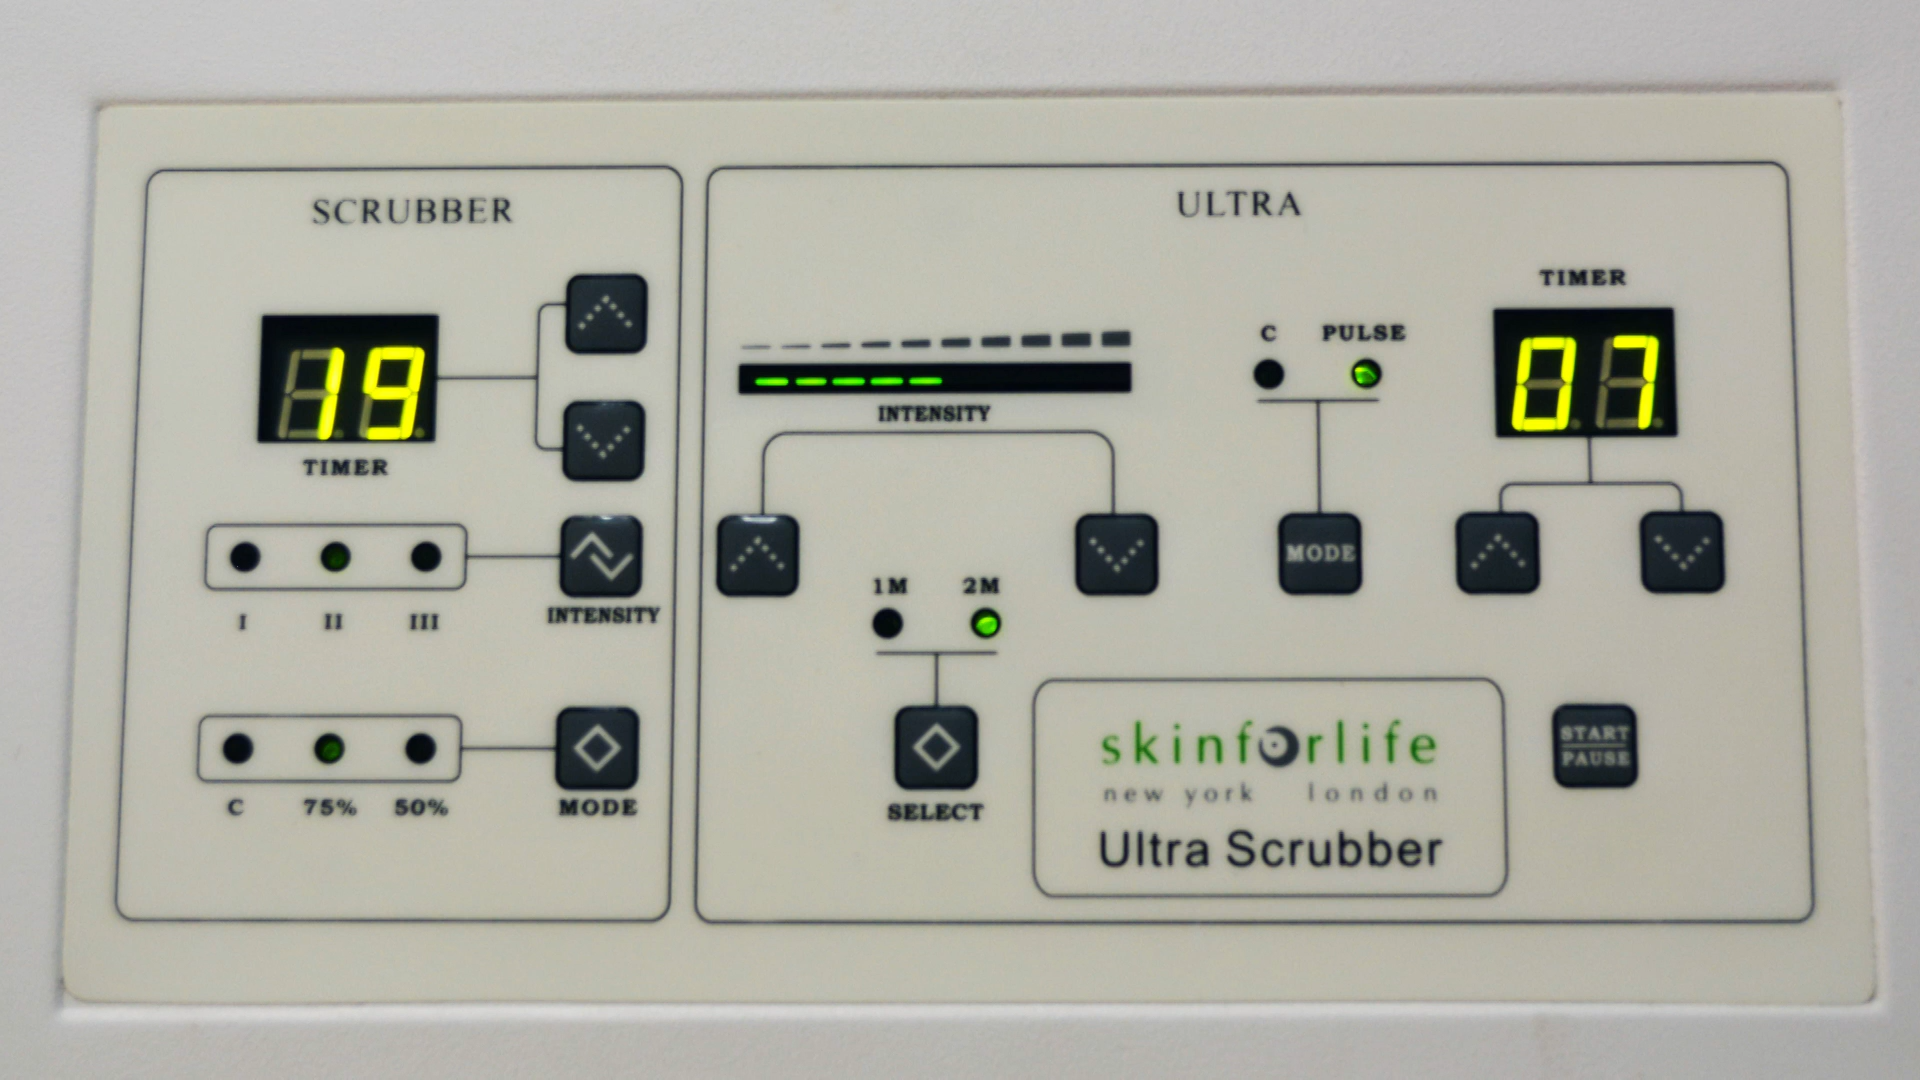 SCRUBBER
19
TIMER
I II III
INTENSITY
C 75% 50%
MODE
ULTRA
INTENSITY
1M 2M
SELECT
C PULSE
MODE
TIMER
07
START
PAUSE
skinforlife
new york london
Ultra Scrubber